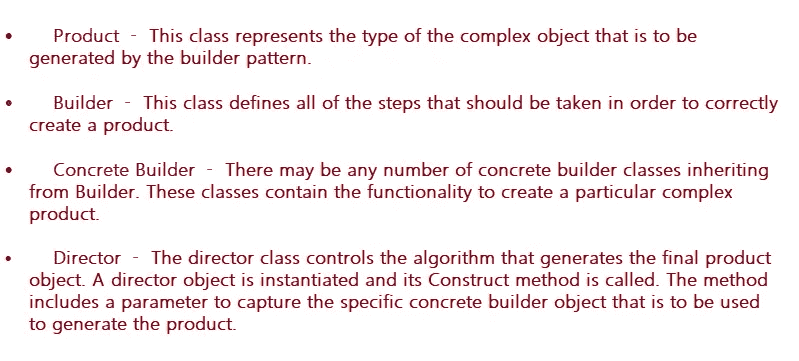 • Product - This class represents the type of the complex object that is to be
generated by the builder pattern.
• Builder - This class defines all of the steps that should be taken in order to correctly
create a product.
• Concrete Builder - There may be any number of concrete builder classes inheriting
from Builder. These classes contain the functionality to create a particular complex
product.
• Director - The director class controls the algorithm that generates the final product
object. A director object is instantiated and its Construct method is called. The method
includes a parameter to capture the specific concrete builder object that is to be used
to generate the product.